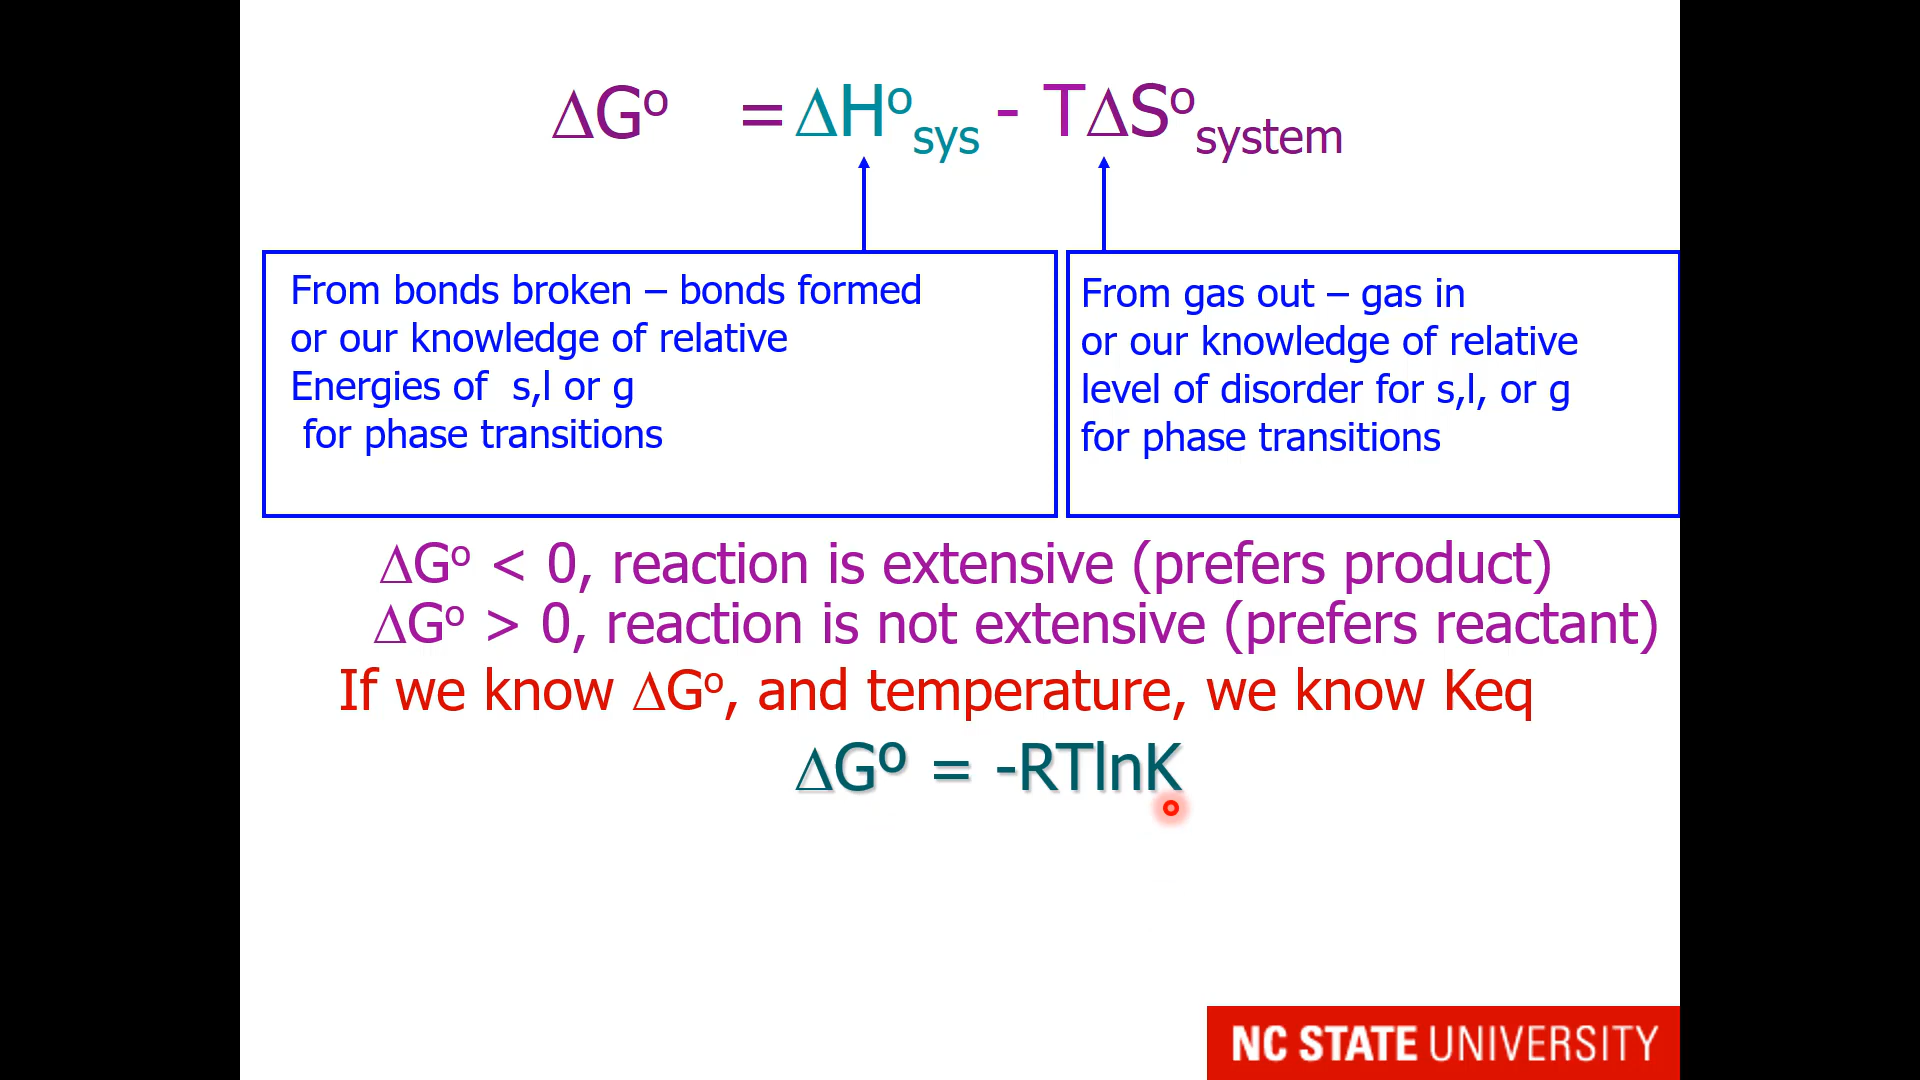 ΔGº = ΔHºsys - TΔSºsystem
From bonds broken – bonds formed
or our knowledge of relative
Energies of s,l or g
for phase transitions
From gas out – gas in
or our knowledge of relative
level of disorder for s,l, or g
for phase transitions
ΔGº < 0, reaction is extensive (prefers product)
ΔGº > 0, reaction is not extensive (prefers reactant)
If we know ΔGº, and temperature, we know Keq
ΔGº = -RTlnK
NC STATE UNIVERSITY